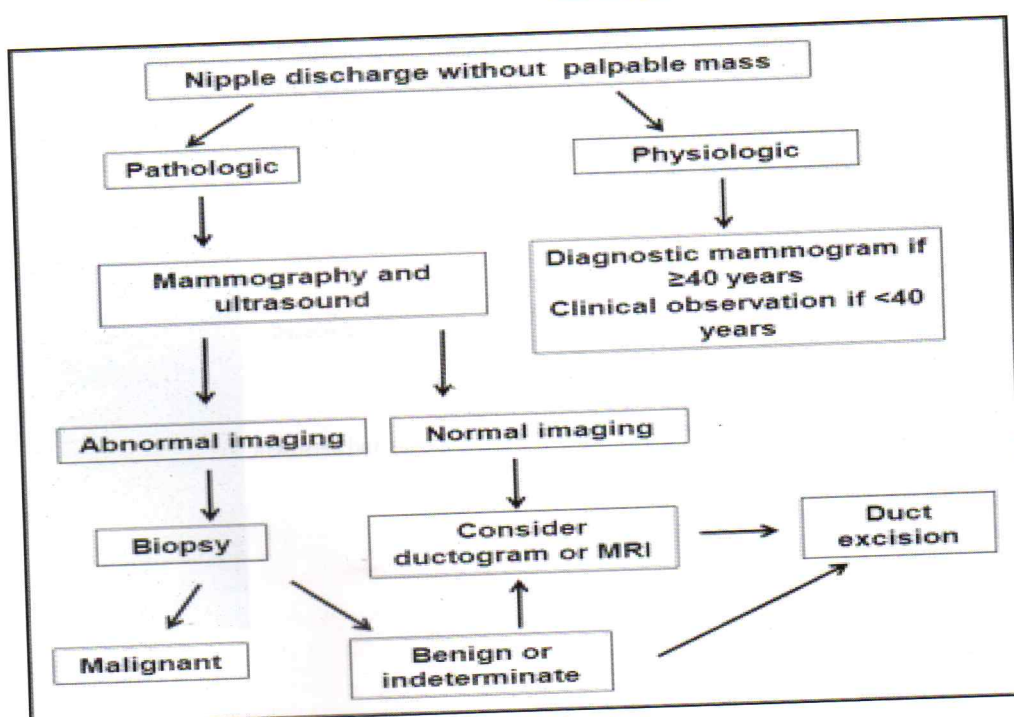 Nipple discharge without palpable mass
Pathologic
Physiologic
Mammography and
ultrasound
Diagnostic mammogram if
≥40 years
Clinical observation if <40
years
Abnormal imaging
Normal imaging
Biopsy
Consider
ductogram or MRI
Duct
excision
Malignant
Benign or
indeterminate